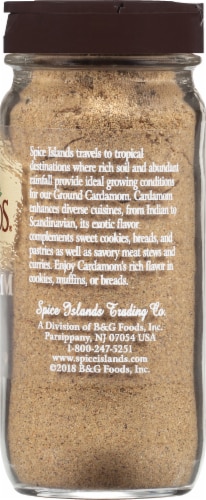 Spice Islands travels to tropical
destinations where rich soil and abundant
rainfall provide ideal growing conditions
for our Ground Cardamom. Cardamom
enhances diverse cuisines, from Indian to
Scandinavian, its exotic flavor
complements sweet cookies, breads, and
pastries as well as savory meat stews and
curries. Enjoy Cardamom's rich flavor in
cookies, muffins, or breads.
Spice Islands Trading Co.
A Division of B&G Foods, Inc.
Parsippany, NJ 07054 USA
1-800-247-5251
www.spiceislands.com
©2018 B&G Foods, Inc.